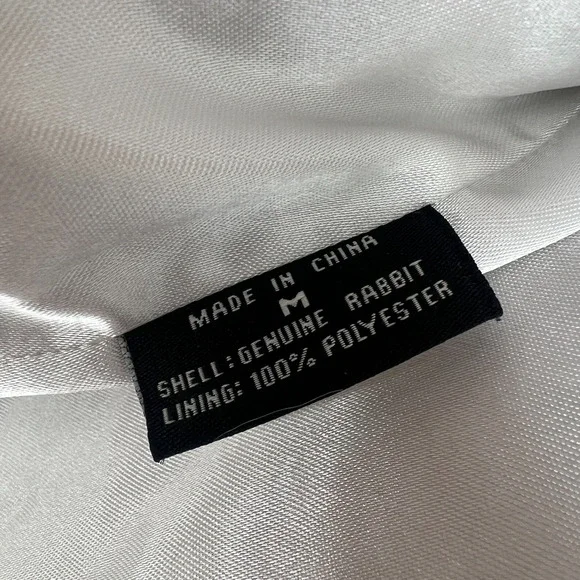 MADE IN CHINA
M
SHELL: GENUINE RABBIT
LINING: 100% POLYESTER